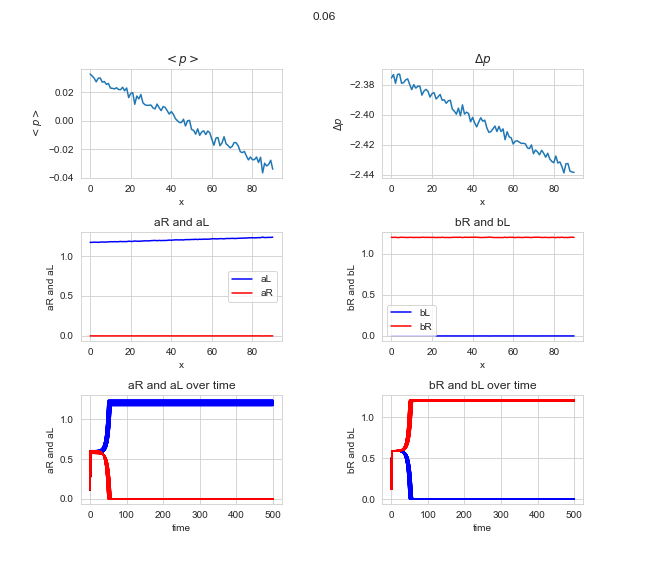 0.06
< p >
Δp
< p >
0.02
0.00
−0.02
−0.04
0 20 40 60 80
x
Δp
−2.38
−2.40
−2.42
−2.44
0 20 40 60 80
x
aR and aL
bR and bL
aR and aL
1.0
0.5
0.0
aL
aR
0 20 40 60 80
x
bR and bL
1.0
0.5
0.0
bL
bR
0 20 40 60 80
x
aR and aL over time
bR and bL over time
aR and aL
1.0
0.5
0.0
0 100 200 300 400 500
time
bR and bL
1.0
0.5
0.0
0 100 200 300 400 500
time